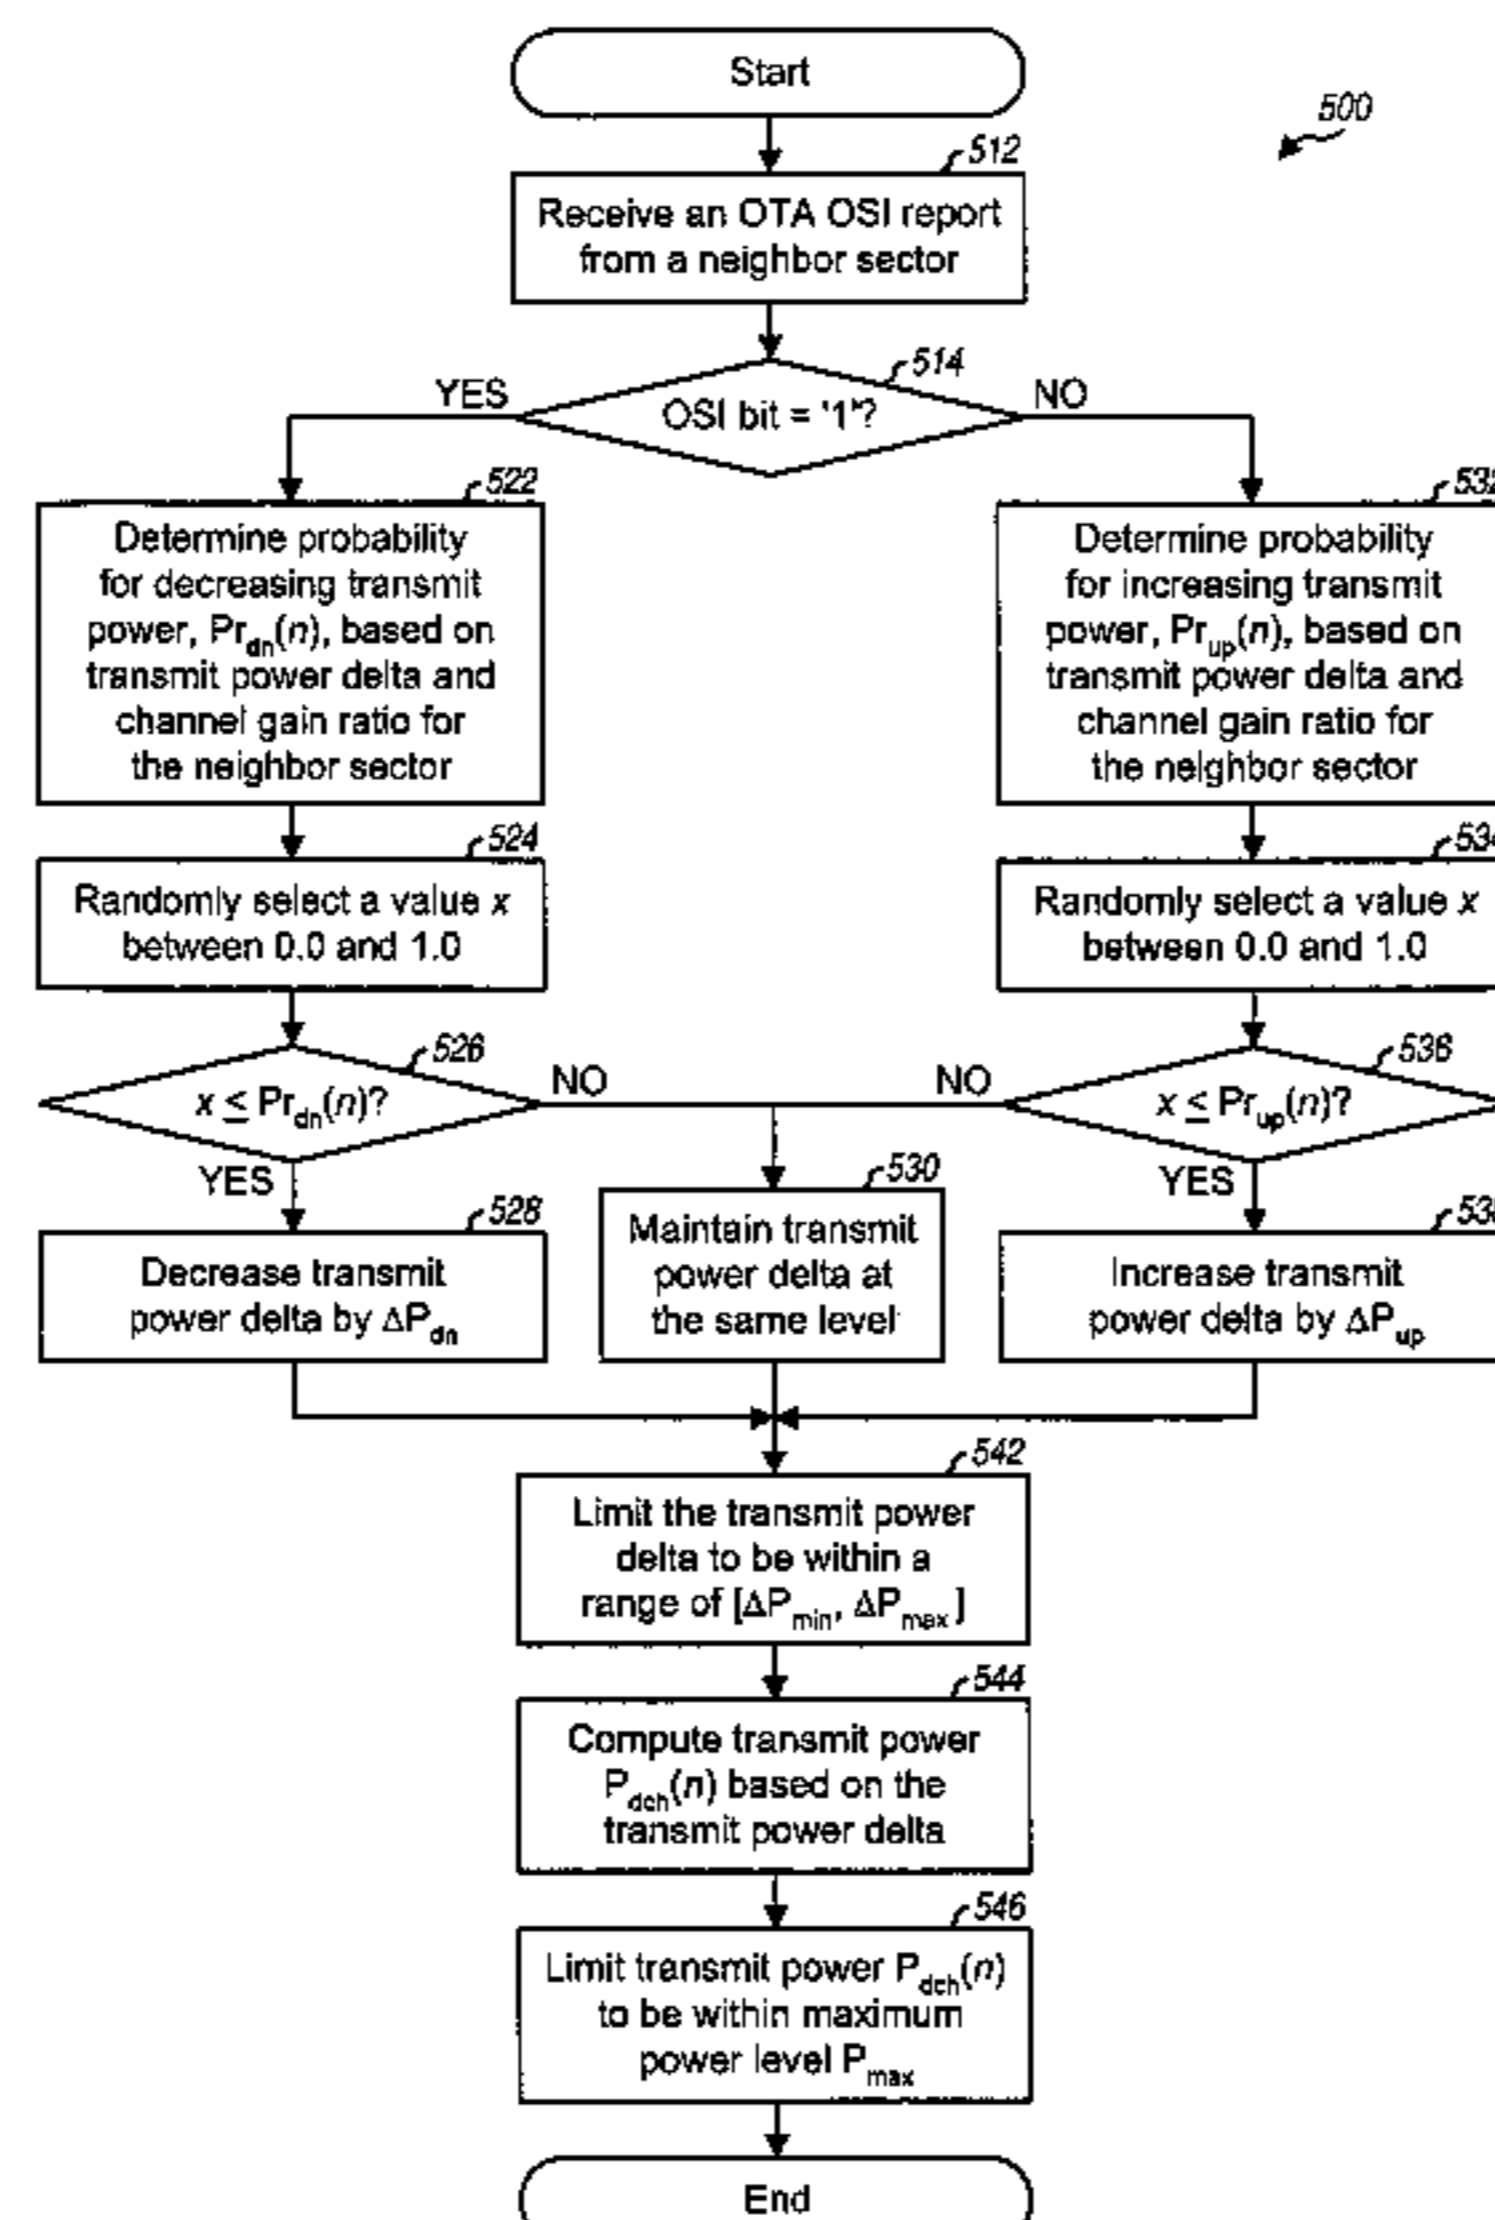 Start
500
512
Receive an OTA OSI report
from a neighbor sector
514
YES
OSI bit = '1'?
NO
522
Determine probability
for decreasing transmit
power, Prdn(n), based on
transmit power delta and
channel gain ratio for
the neighbor sector
532
Determine probability
for increasing transmit
power, Prup(n), based on
transmit power delta and
channel gain ratio for
the neighbor sector
524
Randomly select a value x
between 0.0 and 1.0
Randomly select a value x
between 0.0 and 1.0
526
x ≤ Prdn(n)?
NO
YES
NO
536
x ≤ Prup(n)?
YES
528
Decrease transmit
power delta by ΔPdn
530
Maintain transmit
power delta at
the same level
Increase transmit
power delta by ΔPup
542
Limit the transmit power
delta to be within a
range of [ΔPmin, ΔPmax]
544
Compute transmit power
Pdch(n) based on the
transmit power delta
546
Limit transmit power Pdch(n)
to be within maximum
power level Pmax
End